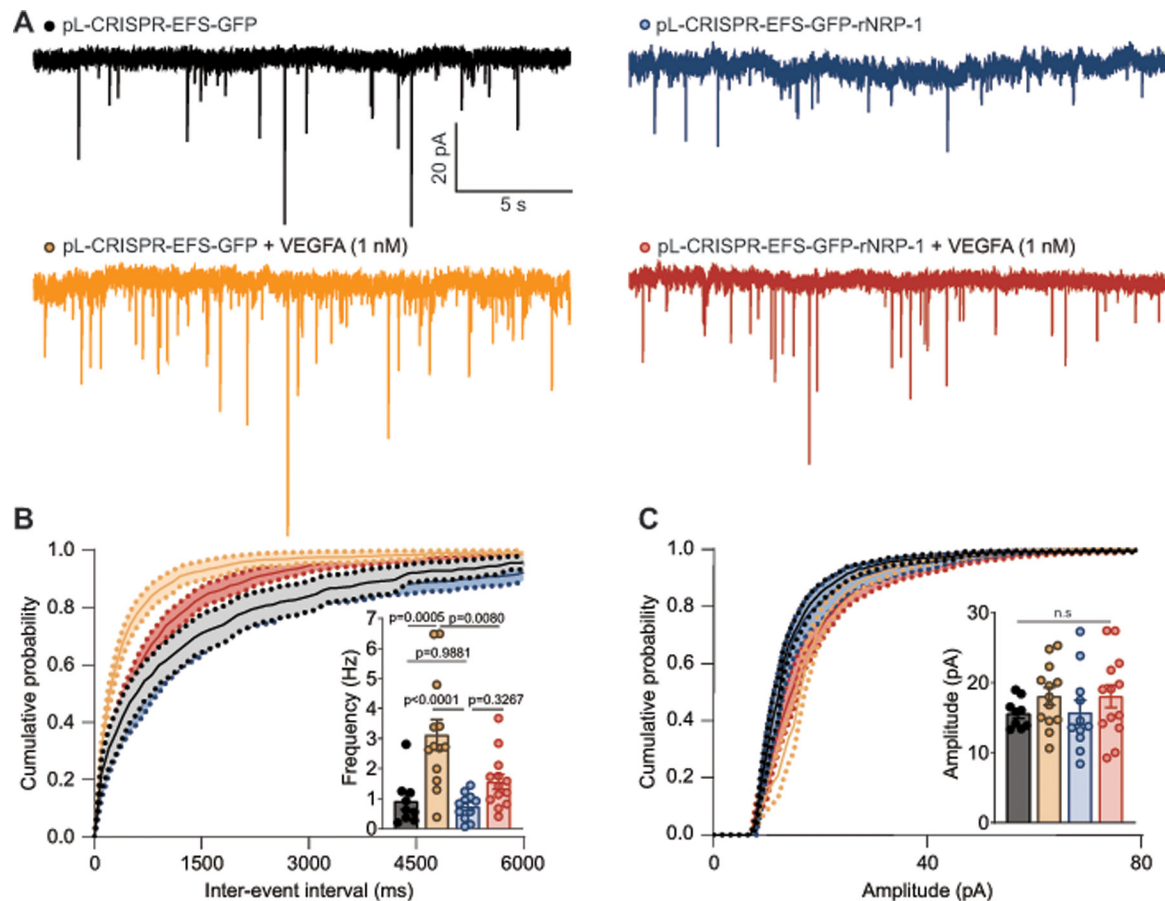 A
pL-CRISPR-EFS-GFP
pL-CRISPR-EFS-GFP-rNRP-1
20 pA
5 s
pL-CRISPR-EFS-GFP + VEGFA (1 nM)
pL-CRISPR-EFS-GFP-rNRP-1 + VEGFA (1 nM)
B
Cumulative probability
1.0
0.8
0.6
0.4
0.2
0.0
0
1500
3000
4500
6000
Inter-event interval (ms)
Frequency (Hz)
7
6
5
4
3
2
1
0
p=0.0005
p=0.0080
p=0.9881
p<0.0001
p=0.3267
C
Cumulative probability
1.0
0.8
0.6
0.4
0.2
0.0
0
40
80
Amplitude (pA)
Amplitude (pA)
30
20
10
0
n.s